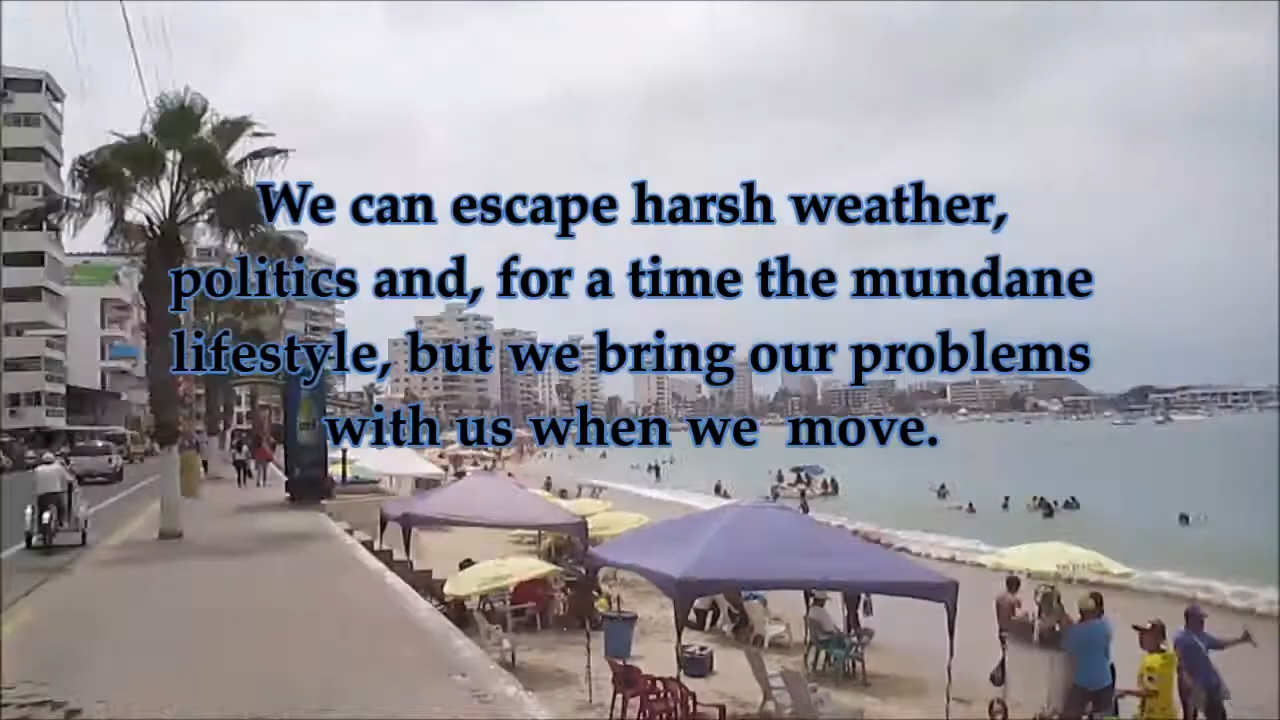 We can escape harsh weather,
politics and, for a time the mundane
lifestyle, but we bring our problems
with us when we  move.